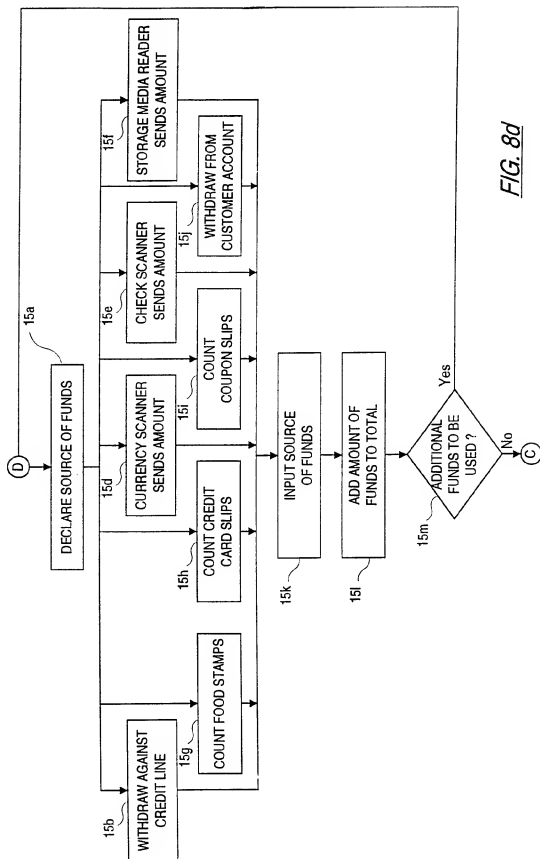 D
15a
DECLARE SOURCE OF FUNDS
15b
WITHDRAW AGAINST
CREDIT LINE
15g
COUNT FOOD STAMPS
15h
COUNT CREDIT
CARD SLIPS
15d
CURRENCY SCANNER
SENDS AMOUNT
15i
COUNT
COUPON SLIPS
15e
CHECK SCANNER
SENDS AMOUNT
15j
WITHDRAW FROM
CUSTOMER ACCOUNT
15f
STORAGE MEDIA READER
SENDS AMOUNT
15k
INPUT SOURCE
OF FUNDS
15l
ADD AMOUNT OF
FUNDS TO TOTAL
15m
ADDITIONAL
FUNDS TO BE
USED ?
Yes
No
C
FIG. 8d